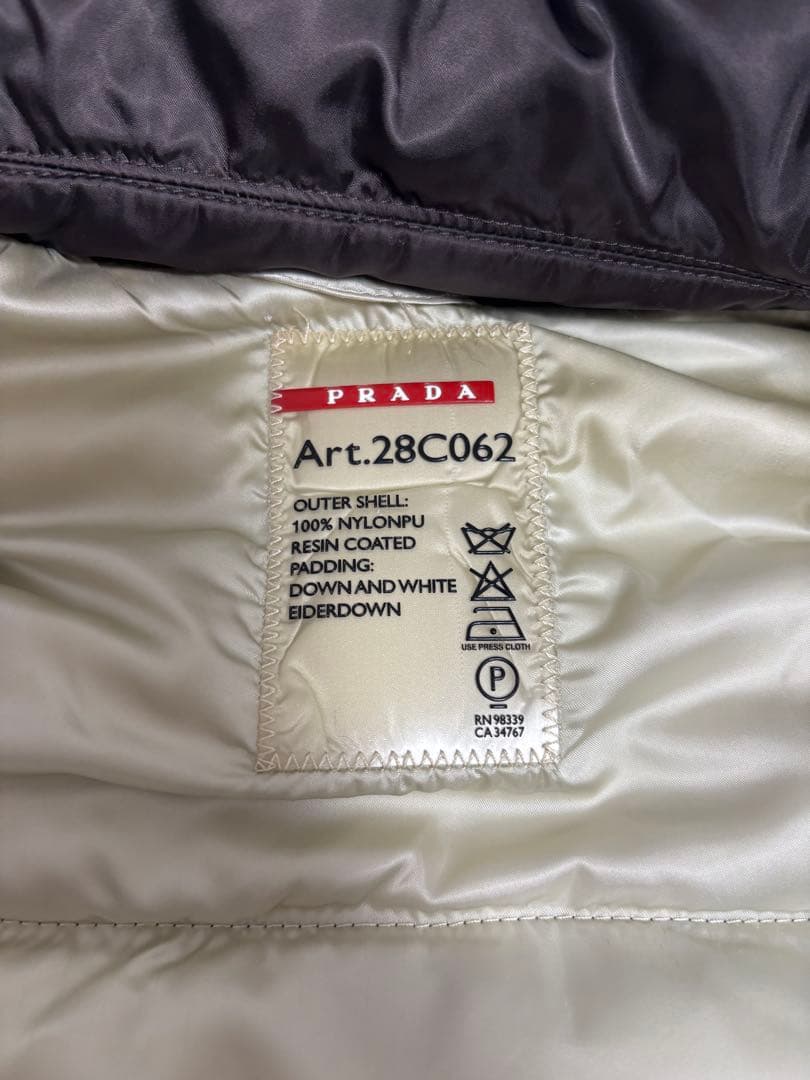 PRADA
Art.28C062
OUTER SHELL:
100% NYLONPU
RESIN COATED
PADDING:
DOWN AND WHITE
EIDERDOWN
USE PRESS CLOTH
P
RN 98339
CA 34767